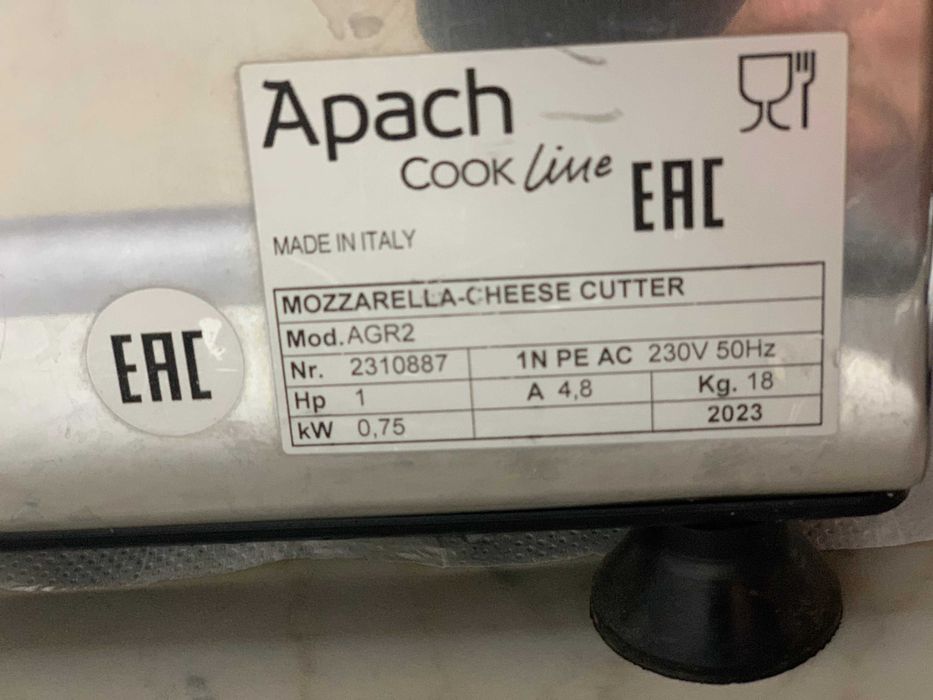 Apach
COOK line
EAC
MADE IN ITALY
MOZZARELLA-CHEESE CUTTER
Mod. AGR2
Nr. 2310887 1N PE AC 230V 50Hz
Hp 1 A 4,8 Kg. 18
kW 0,75 2023
EAC